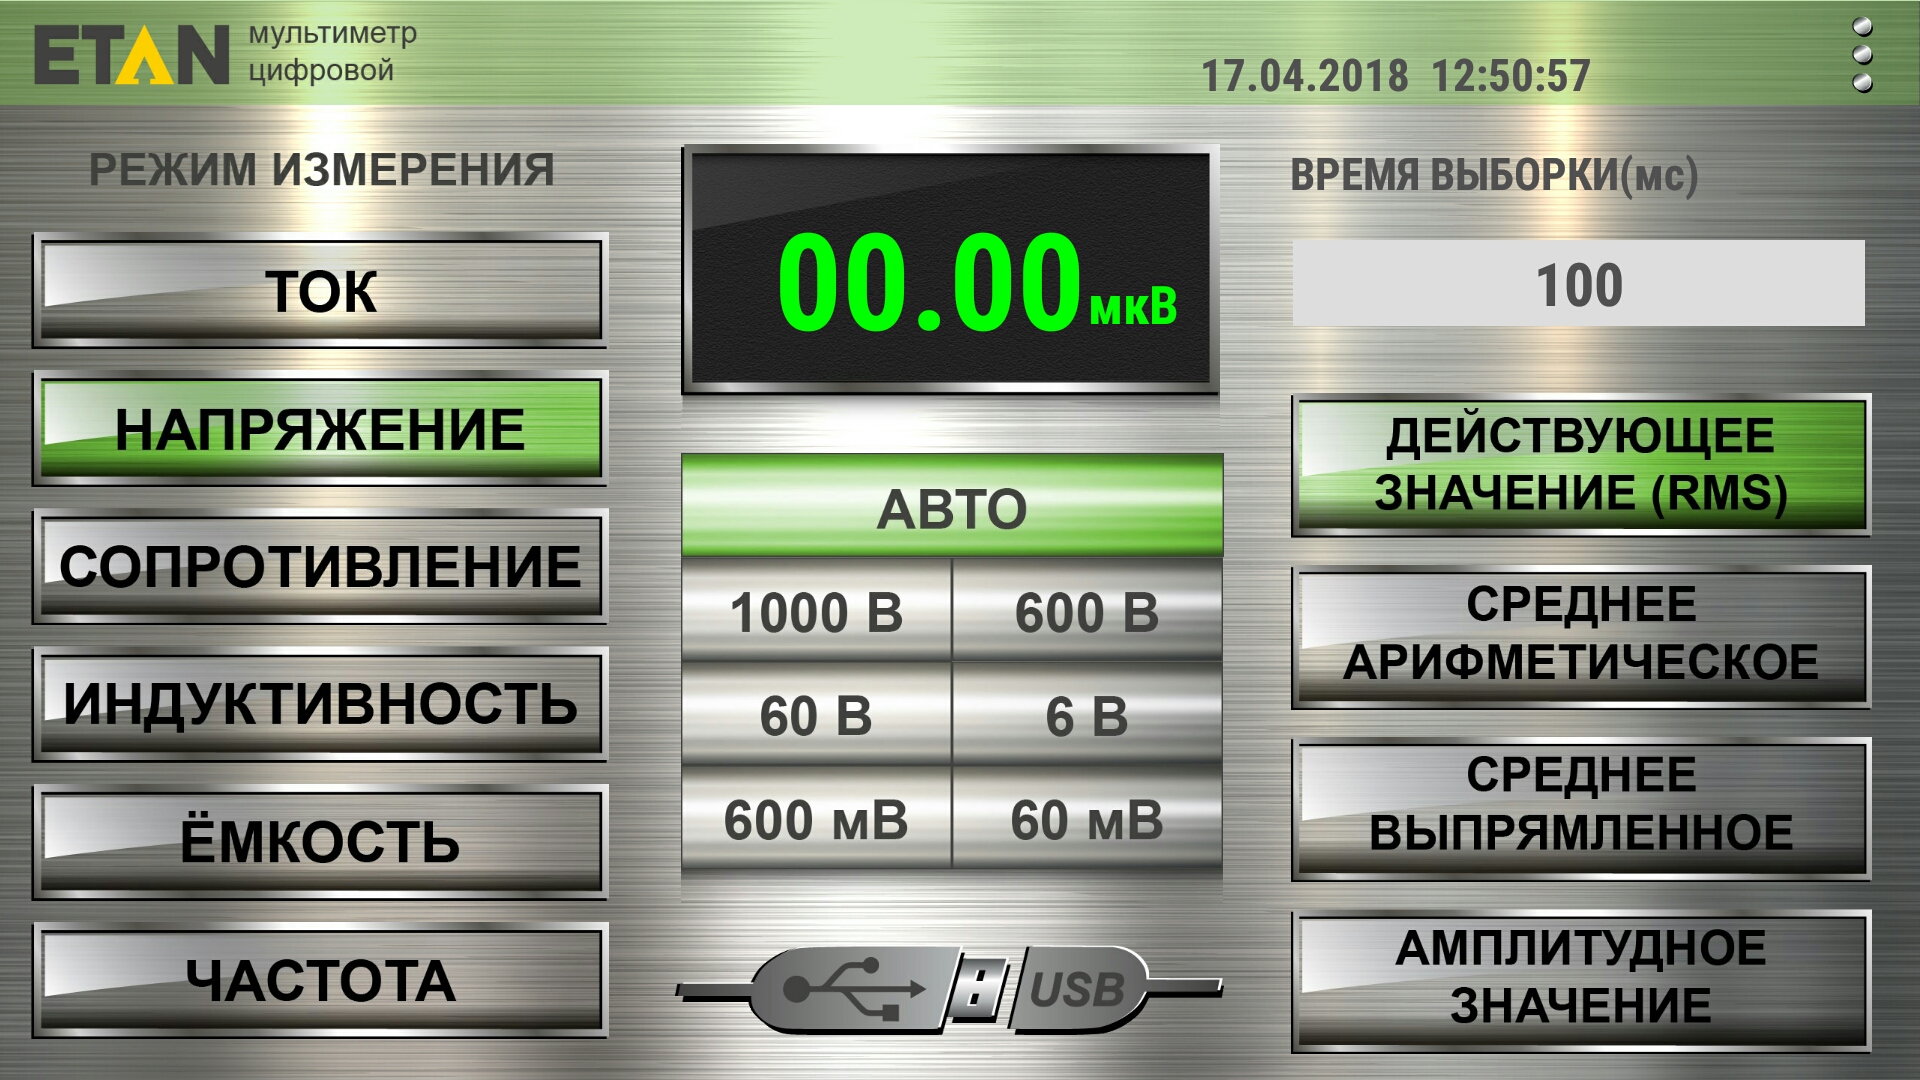 ETAN
мультиметр
цифровой
17.04.2018 12:50:57
РЕЖИМ ИЗМЕРЕНИЯ
ТОК
НАПРЯЖЕНИЕ
СОПРОТИВЛЕНИЕ
ИНДУКТИВНОСТЬ
ЁМКОСТЬ
ЧАСТОТА
00.00мкВ
АВТО
1000 В 600 В
60 В 6 В
600 мВ 60 мВ
USB
ВРЕМЯ ВЫБОРКИ(мс)
100
ДЕЙСТВУЮЩЕЕ
ЗНАЧЕНИЕ (RMS)
СРЕДНЕЕ
АРИФМЕТИЧЕСКОЕ
СРЕДНЕЕ
ВЫПРЯМЛЕННОЕ
АМПЛИТУДНОЕ
ЗНАЧЕНИЕ